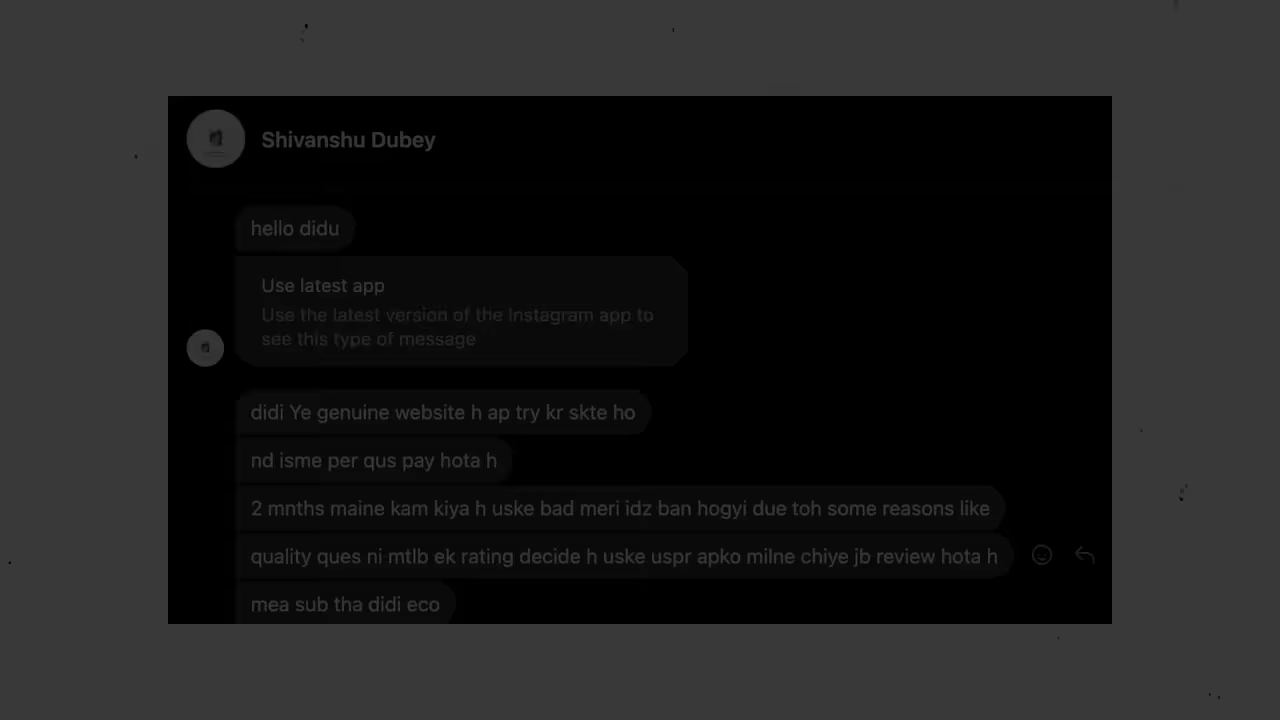 Shivanshu Dubey
hello didu
Use latest app
Use the latest version of the Instagram app to
see this type of message
didi Ye genuine website h ap try kr skte ho
nd isme per qus pay hota h
2 mnths maine kam kiya h uske bad meri idz ban hogyi due toh some reasons like
quality ques ni mtlb ek rating decide h uske uspr apko milne chiye jb review hota h
mea sub tha didi eco